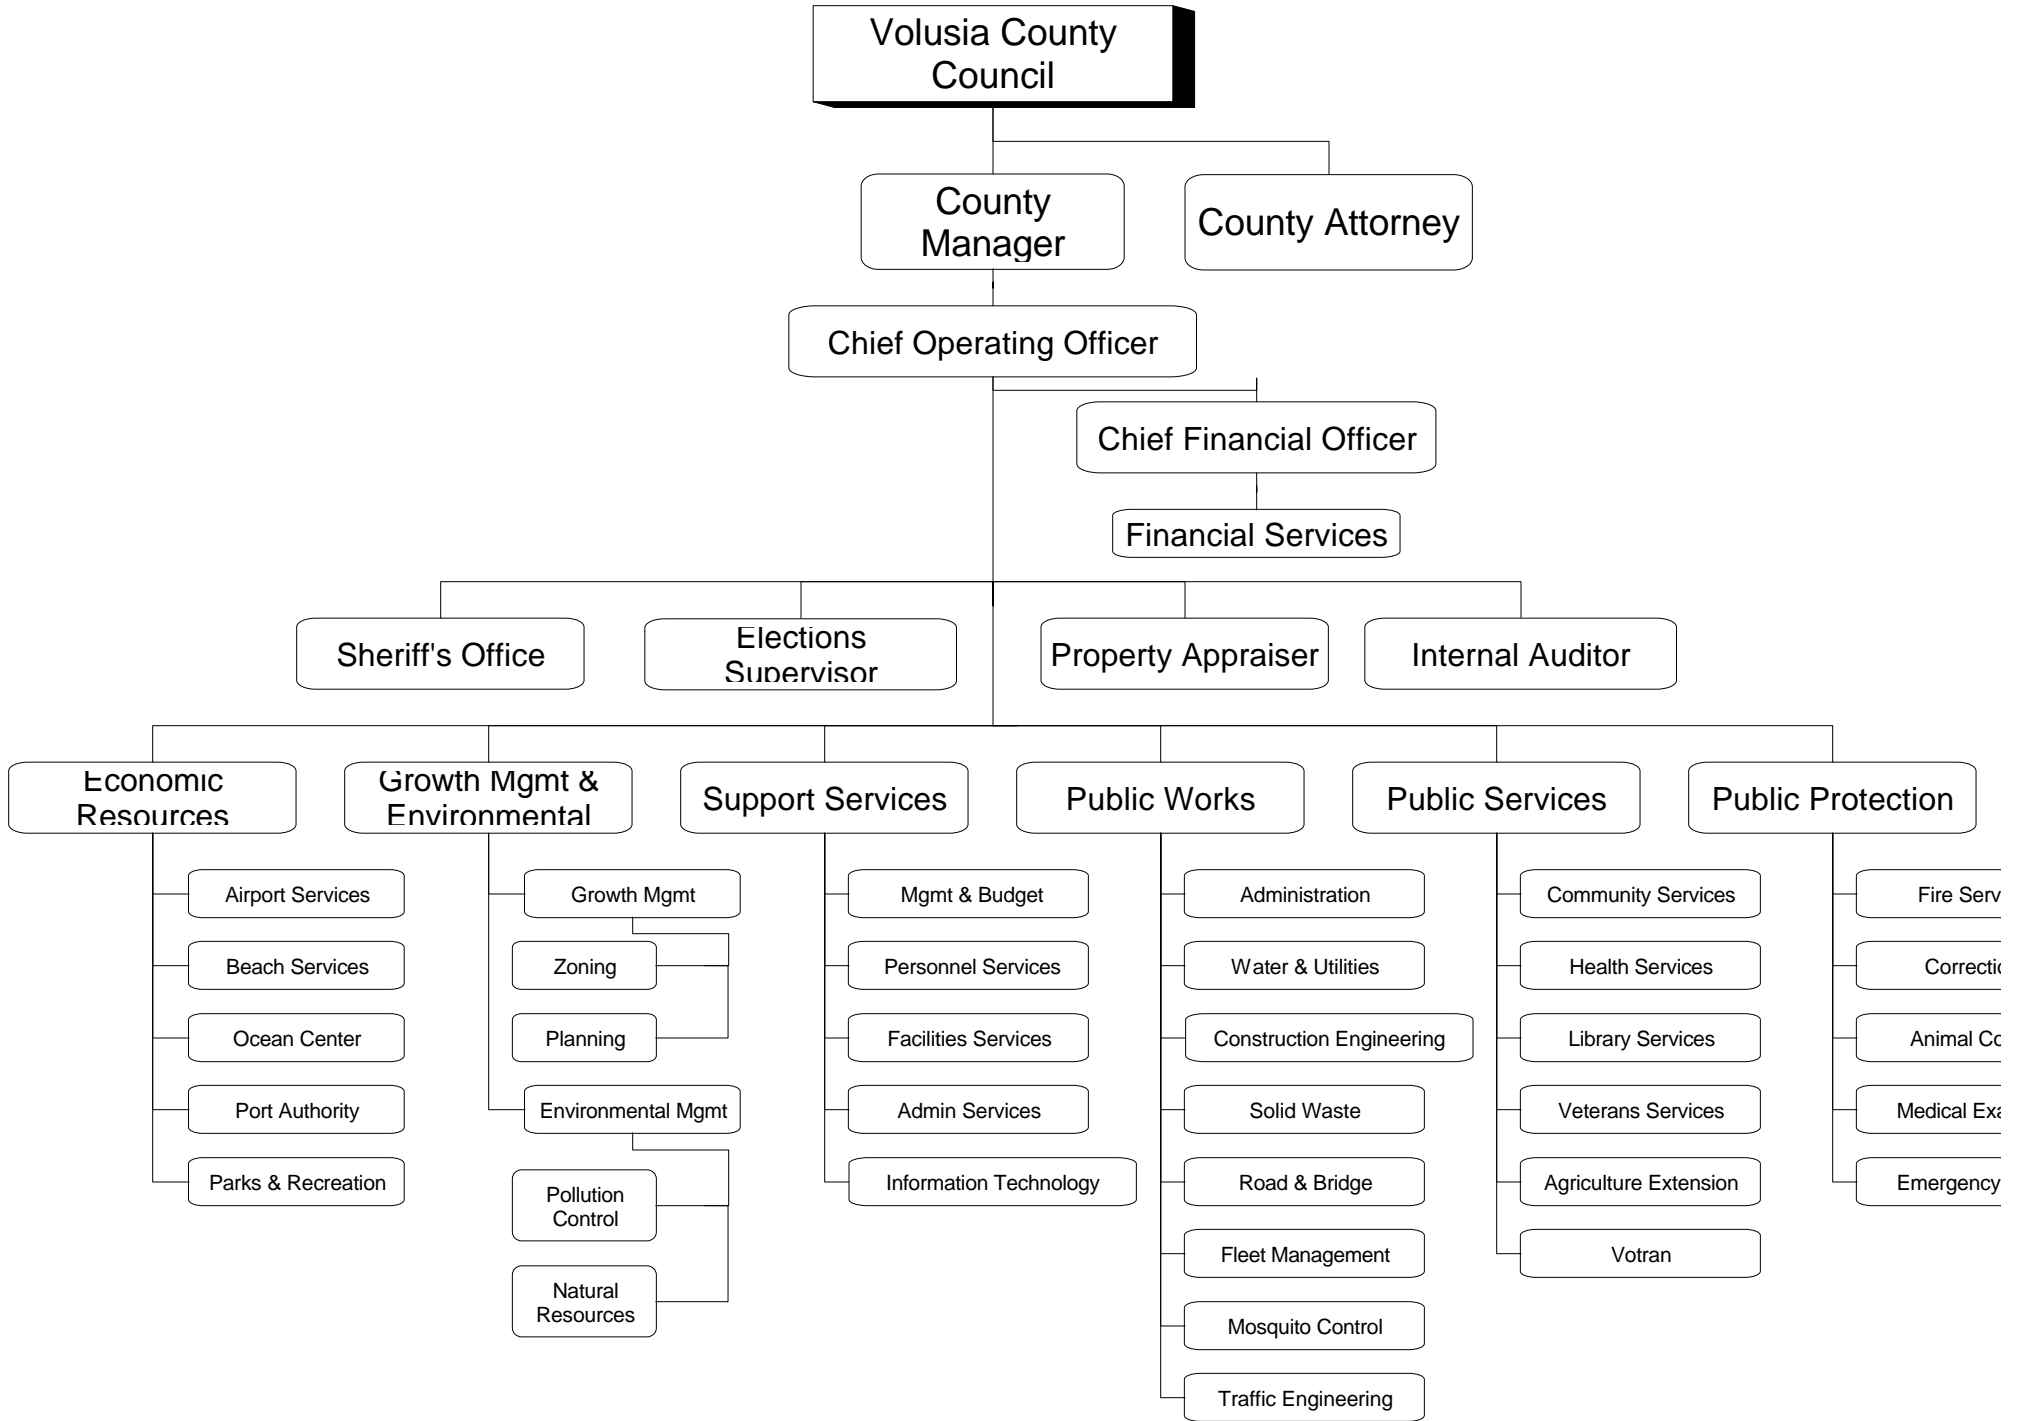 Volusia County
Council
County
Manager
County Attorney
Chief Operating Officer
Chief Financial Officer
Financial Services
Sheriff's Office
Elections
Supervisor
Property Appraiser
Internal Auditor
Economic
Resources
Growth Mgmt &
Environmental
Support Services
Public Works
Public Services
Public Protection
Airport Services
Beach Services
Ocean Center
Port Authority
Parks & Recreation
Growth Mgmt
Zoning
Planning
Environmental Mgmt
Pollution
Control
Natural
Resources
Mgmt & Budget
Personnel Services
Facilities Services
Admin Services
Information Technology
Administration
Water & Utilities
Construction Engineering
Solid Waste
Road & Bridge
Fleet Management
Mosquito Control
Traffic Engineering
Community Services
Health Services
Library Services
Veterans Services
Agriculture Extension
Votran
Fire
Animal
Medical
Emergency